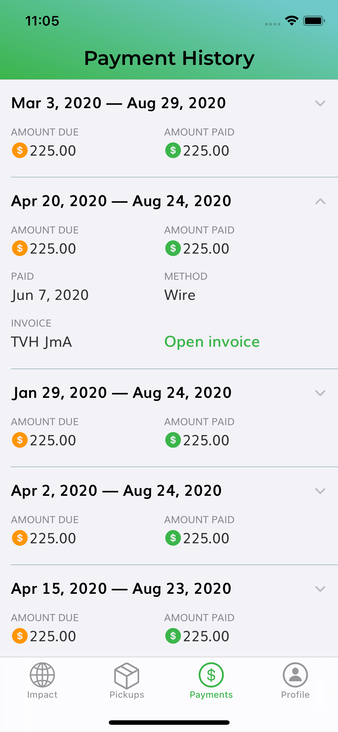 11:05
Payment History
Mar 3, 2020 — Aug 29, 2020
AMOUNT DUE AMOUNT PAID
$ 225.00 $ 225.00
Apr 20, 2020 — Aug 24, 2020
AMOUNT DUE AMOUNT PAID
$ 225.00 $ 225.00
PAID METHOD
Jun 7, 2020 Wire
INVOICE
TVH JmA Open invoice
Jan 29, 2020 — Aug 24, 2020
AMOUNT DUE AMOUNT PAID
$ 225.00 $ 225.00
Apr 2, 2020 — Aug 24, 2020
AMOUNT DUE AMOUNT PAID
$ 225.00 $ 225.00
Apr 15, 2020 — Aug 23, 2020
AMOUNT DUE AMOUNT PAID
$ 225.00 $ 225.00
$
Impact Pickups Payments Profile